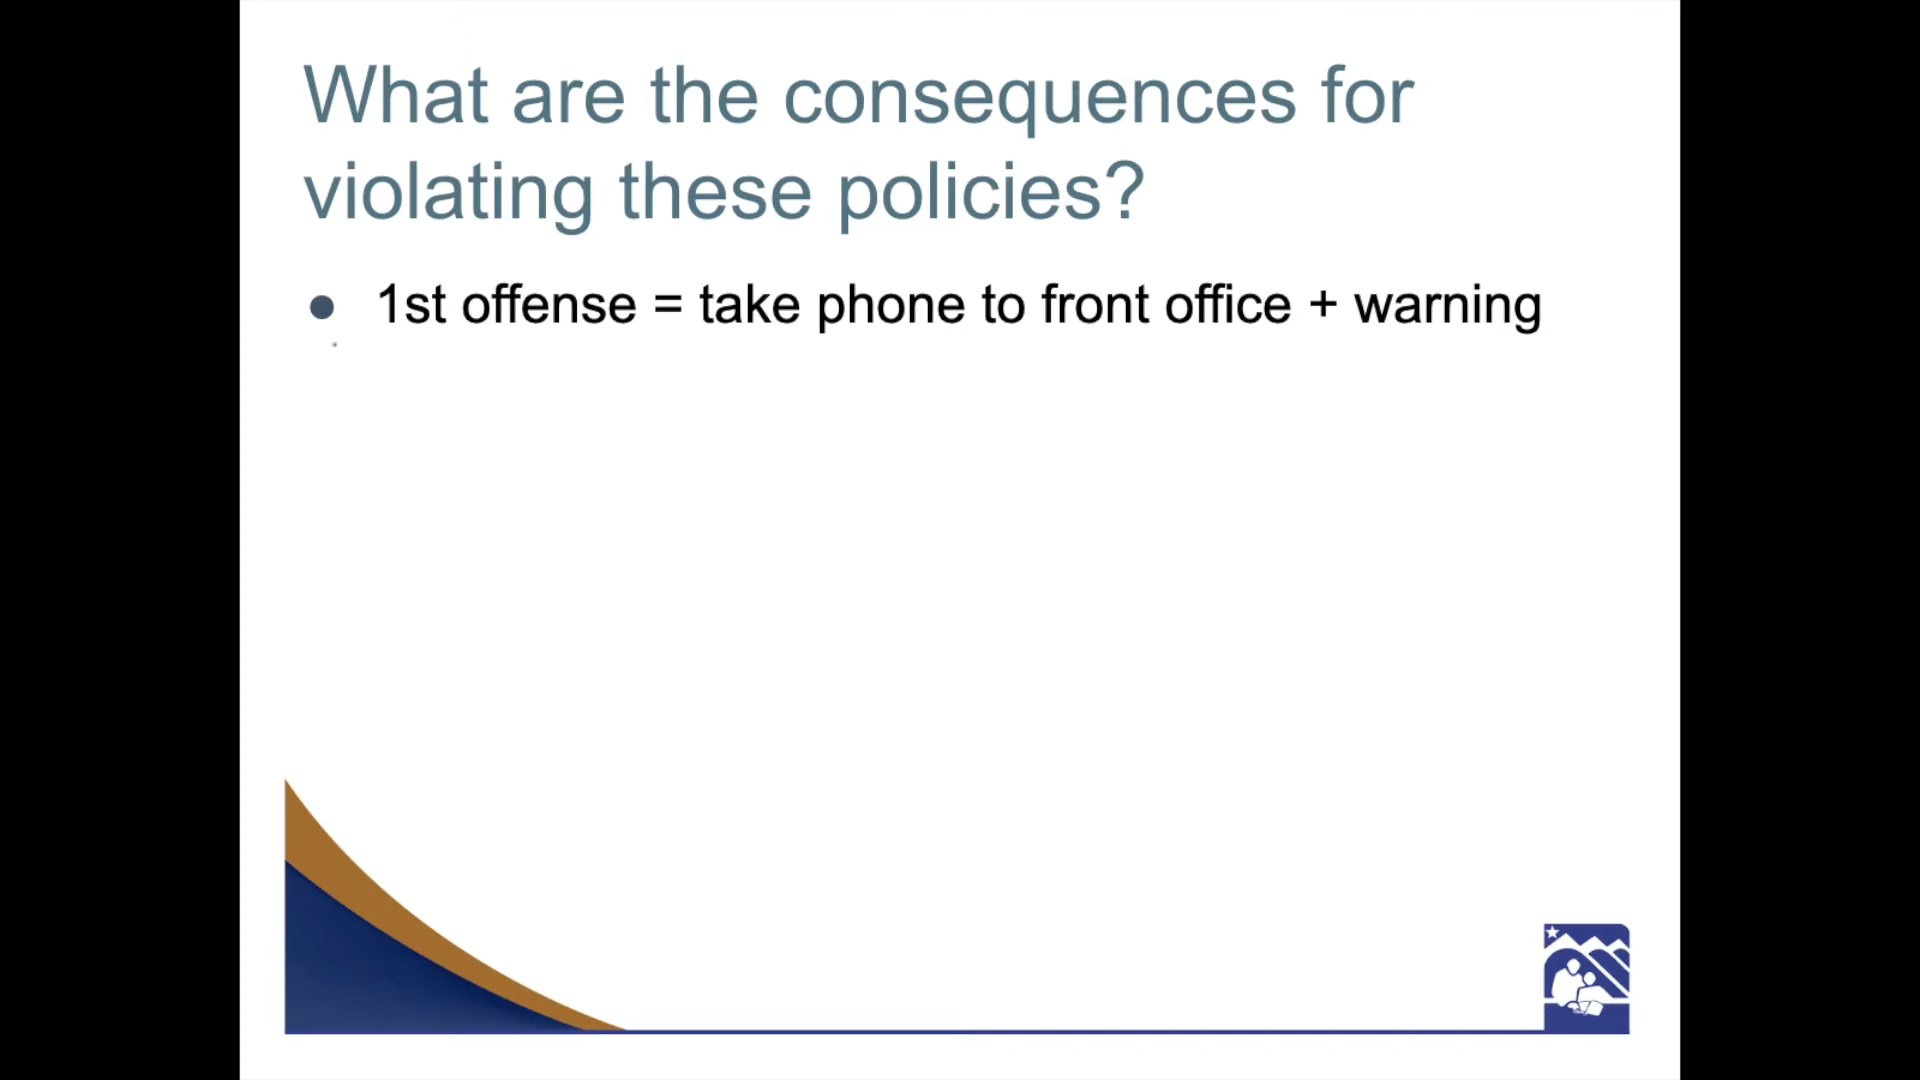 What are the consequences for
violating these policies?
● 1st offense = take phone to front office + warning